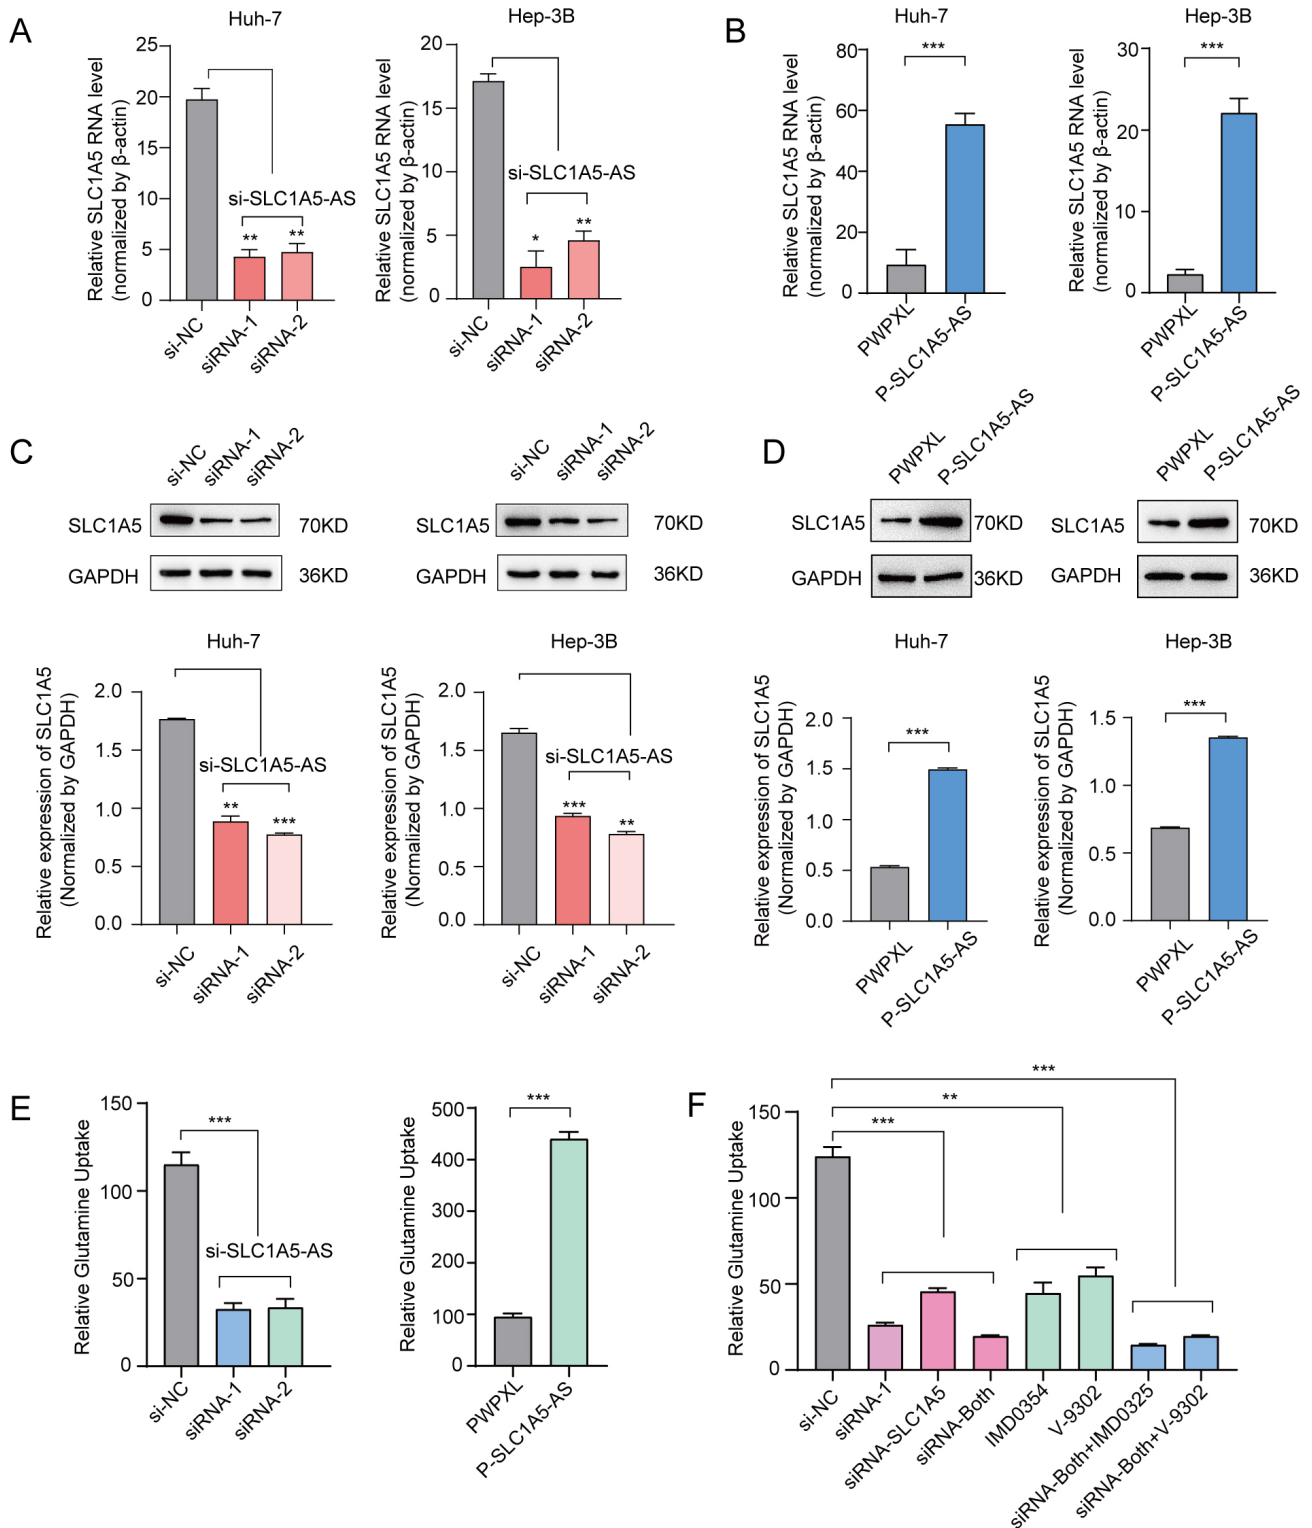 A
Huh-7
Relative SLC1A5 RNA level
(normalized by β-actin)
25
20
15
10
5
0
si-SLC1A5-AS
**
**
si-NC
siRNA-1
siRNA-2
Hep-3B
Relative SLC1A5 RNA level
(normalized by β-actin)
20
15
10
5
0
si-SLC1A5-AS
*
**
si-NC
siRNA-1
siRNA-2
B
Huh-7
Relative SLC1A5 RNA level
(normalized by β-actin)
80
60
40
20
0
***
PWPXL
P-SLC1A5-AS
Hep-3B
Relative SLC1A5 RNA level
(normalized by β-actin)
30
20
10
0
***
PWPXL
P-SLC1A5-AS
C
si-NC
siRNA-1
siRNA-2
SLC1A5
70KD
GAPDH
36KD
si-NC
siRNA-1
siRNA-2
SLC1A5
70KD
GAPDH
36KD
Huh-7
Relative expression of SLC1A5
(Normalized by GAPDH)
2.0
1.5
1.0
0.5
0.0
si-SLC1A5-AS
**
***
si-NC
siRNA-1
siRNA-2
Hep-3B
Relative expression of SLC1A5
(Normalized by GAPDH)
2.0
1.5
1.0
0.5
0.0
si-SLC1A5-AS
***
**
si-NC
siRNA-1
siRNA-2
D
PWPXL
P-SLC1A5-AS
SLC1A5
70KD
GAPDH
36KD
PWPXL
P-SLC1A5-AS
SLC1A5
70KD
GAPDH
36KD
Huh-7
Relative expression of SLC1A5
(Normalized by GAPDH)
2.0
1.5
1.0
0.5
0.0
***
PWPXL
P-SLC1A5-AS
Hep-3B
Relative expression of SLC1A5
(Normalized by GAPDH)
1.5
1.0
0.5
0.0
***
PWPXL
P-SLC1A5-AS
E
Relative Glutamine Uptake
150
100
50
0
***
si-SLC1A5-AS
si-NC
siRNA-1
siRNA-2
Relative Glutamine Uptake
500
400
300
200
100
0
***
PWPXL
P-SLC1A5-AS
F
Relative Glutamine Uptake
150
100
50
0
***
**
***
si-NC
siRNA-1
siRNA-SLC1A5
siRNA-Both
IMD0354
V-9302
siRNA-Both+IMD0325
siRNA-Both+V-9302